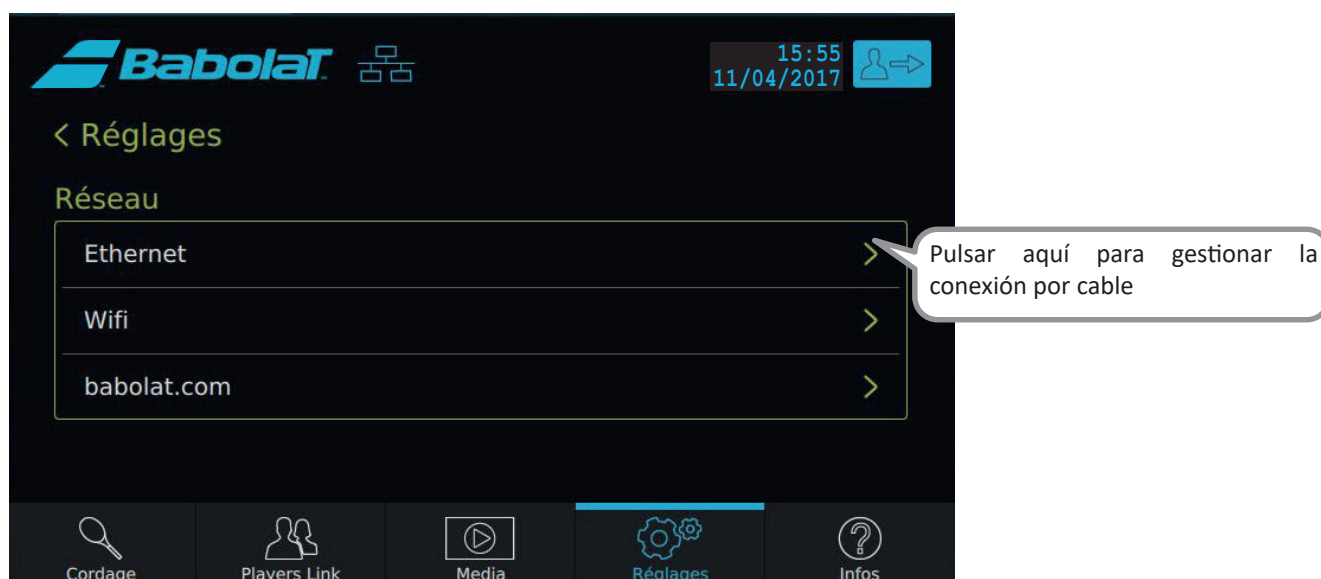 Babolat
15:55
11/04/2017
< Réglages
Réseau
Ethernet >
Pulsar aquí para gestionar la
conexión por cable
Wifi >
babolat.com >
Cordage Players Link Media Réglages Infos